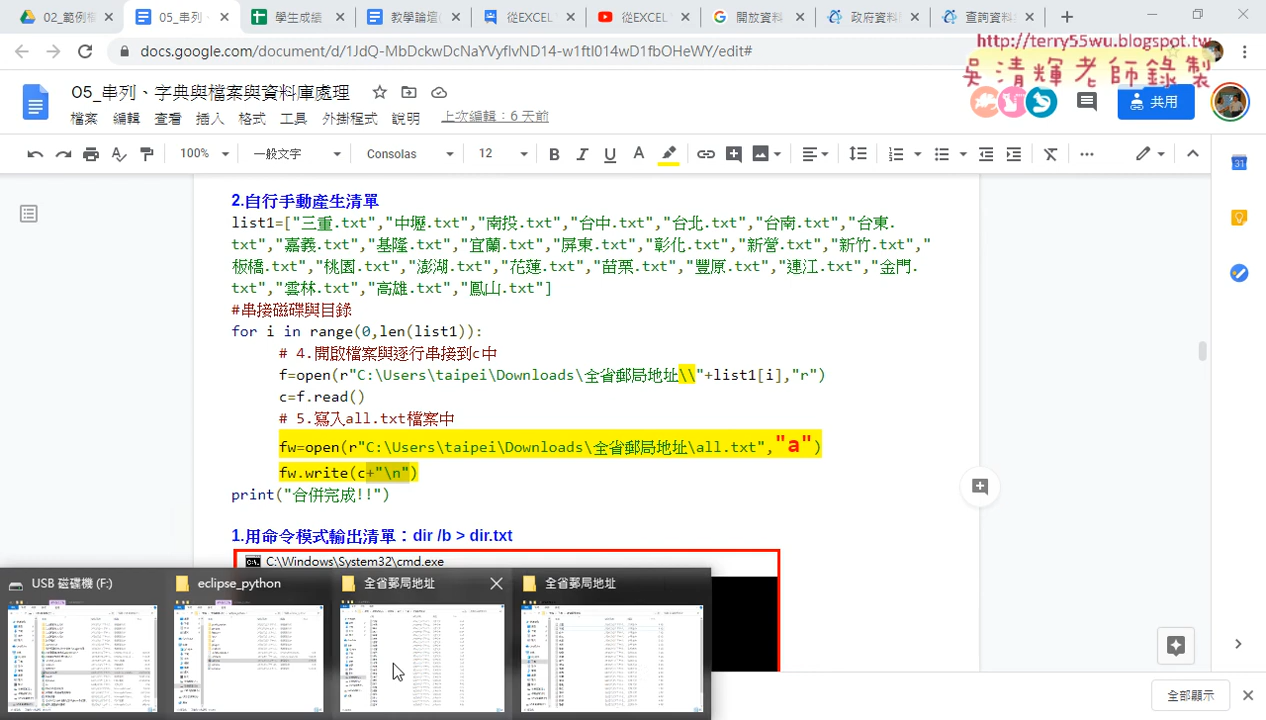 02_範例
05_串列、
學生成績
教學論壇(
從EXCEL
從EXCEL
開放資料
政府資料
查詢資料
docs.google.com/document/d/1JdQ-MbDckwDcNaYVyfIvND14-w1ftI014wD1fbOHeWY/edit#
http://terry55wu.blogspot.tw
吳清輝老師錄製
05_串列、字典與檔案與資料庫處理
檔案 編輯 查看 插入 格式 工具 外掛程式 說明 上次編輯：6 天前
共用
100% 一般文字 Consolas 12
2.自行手動產生清單
list1=["三重.txt","中壢.txt","南投.txt","台中.txt","台北.txt","台南.txt","台東.
txt","嘉義.txt","基隆.txt","宜蘭.txt","屏東.txt","彰化.txt","新營.txt","新竹.txt","
板橋.txt","桃園.txt","澎湖.txt","花蓮.txt","苗栗.txt","豐原.txt","連江.txt","金門.
txt","雲林.txt","高雄.txt","鳳山.txt"]
#串接磁碟與目錄
for i in range(0,len(list1)):
# 4.開啟檔案與逐行串接到c中
f=open(r"C:\Users\taipei\Downloads\全省郵局地址\\"+list1[i],"r")
c=f.read()
# 5.寫入all.txt檔案中
fw=open(r"C:\Users\taipei\Downloads\全省郵局地址\all.txt","a")
fw.write(c+"\n")
print("合併完成!!")
1.用命令模式輸出清單：dir /b > dir.txt
C:\Windows\System32\cmd.exe
USB 磁碟機 (F:)
eclipse_python
全省郵局地址
全省郵局地址
31
全部顯示